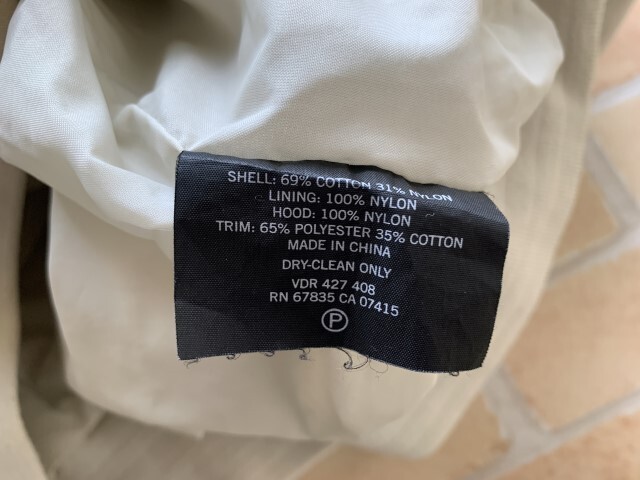 SHELL: 69% COTTON 31% NYLON
LINING: 100% NYLON
HOOD: 100% NYLON
TRIM: 65% POLYESTER 35% COTTON
MADE IN CHINA
DRY-CLEAN ONLY
VDR 427 408
RN 67835 CA 07415
P